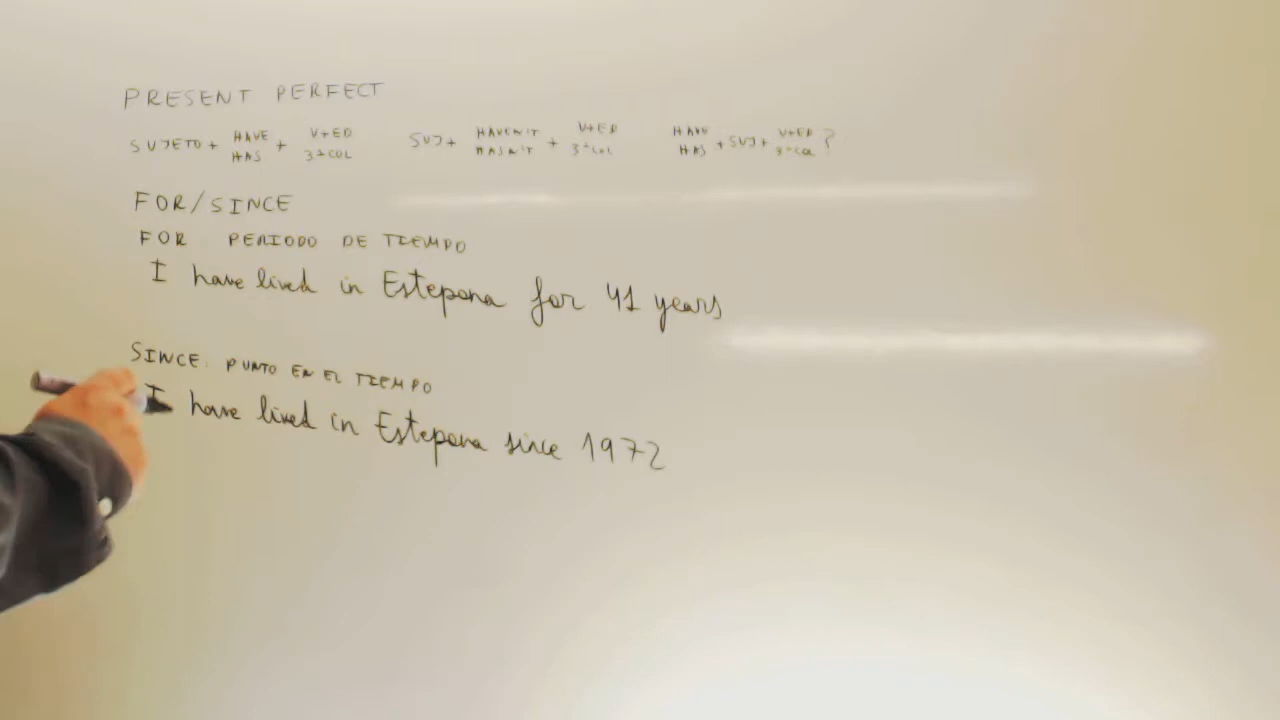 PRESENT PERFECT
SUJETO + HAVE HAS + V+ED 3ª COL SUJ + HAVEN'T HASN'T + V+ED 3ª COL HAVE HAS + SUJ + V+ED 3ª COL ?
FOR/SINCE
FOR PERIODO DE TIEMPO
I have lived in Estepona for 41 years
SINCE: PUNTO EN EL TIEMPO
I have lived in Estepona since 1972